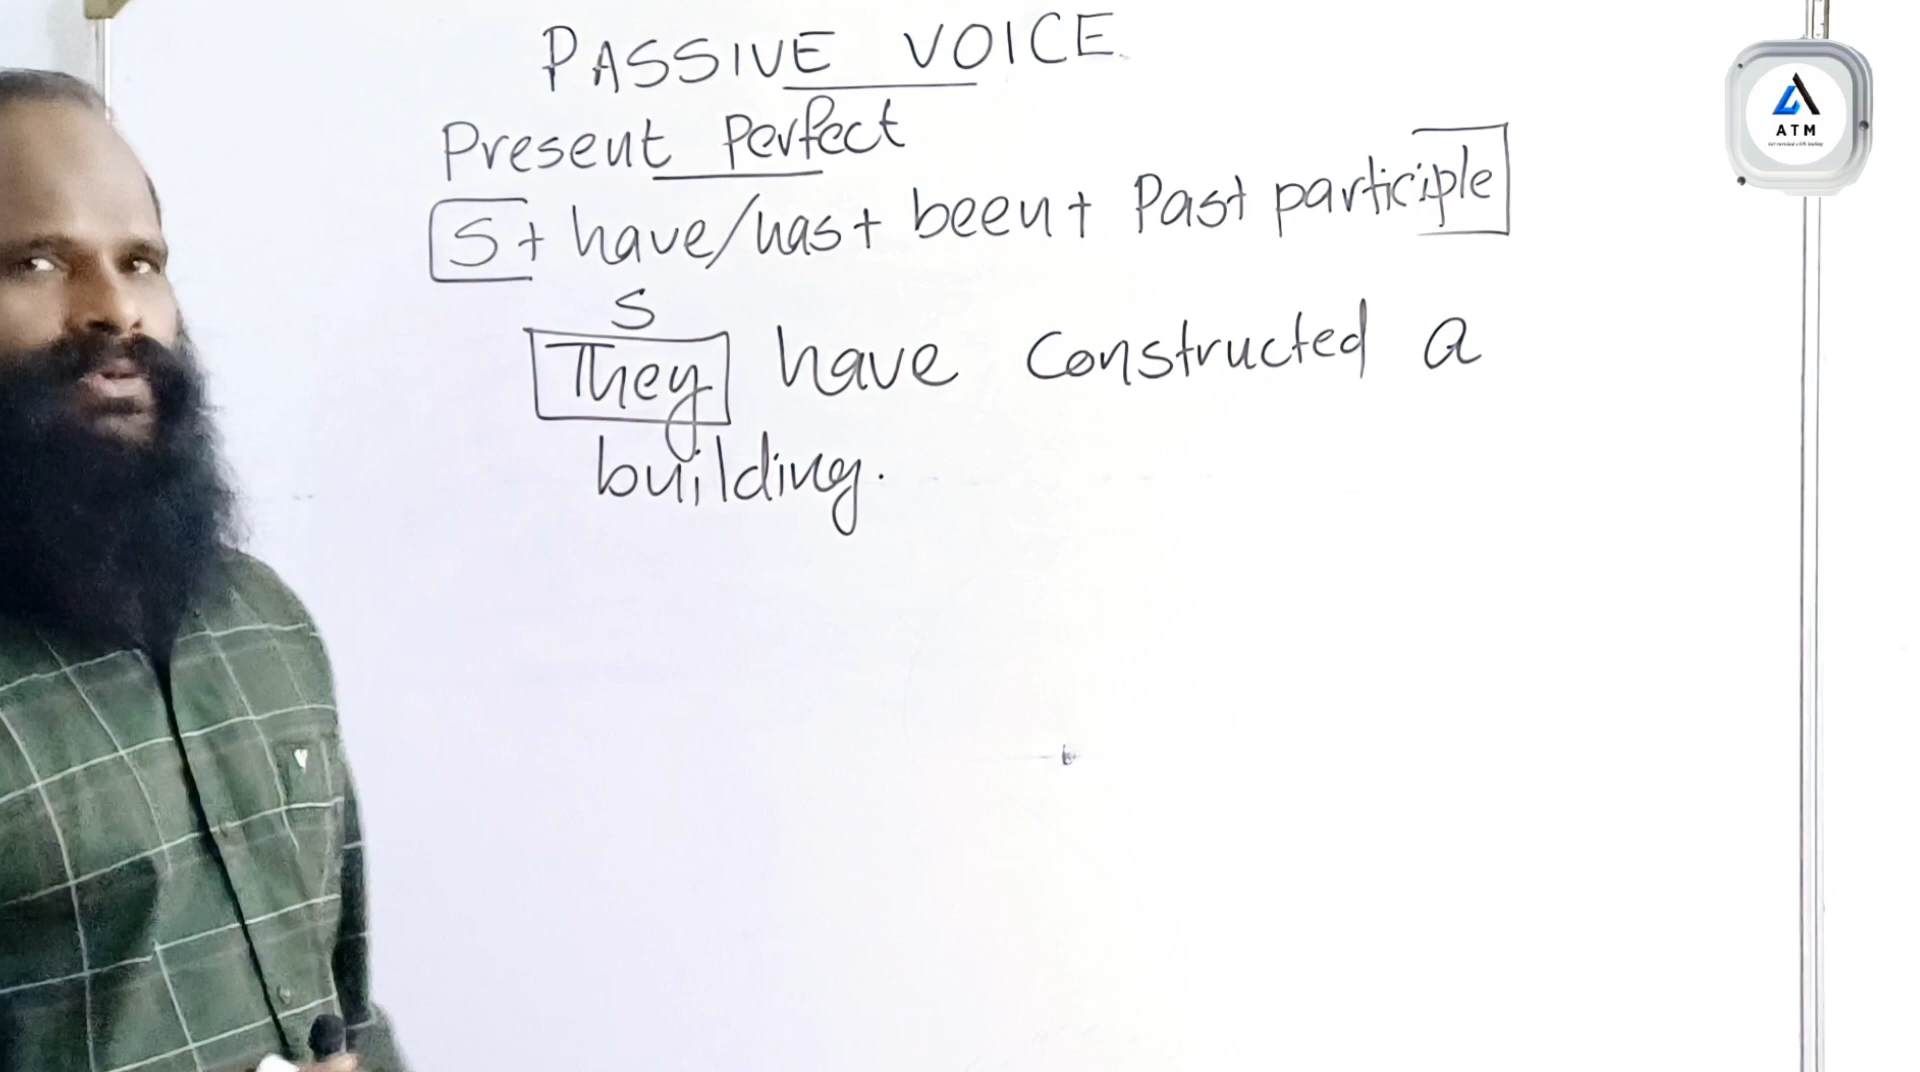 PASSIVE VOICE
Present Perfect
S + have/has + been + Past participle
S
They have constructed a
building.
ATM